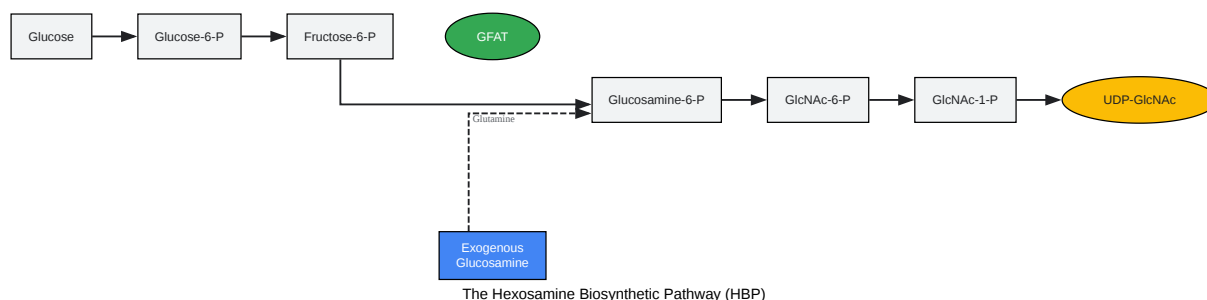 Glucose
Glucose-6-P
Fructose-6-P
GFAT
Glucosamine-6-P
GlcNAc-6-P
GlcNAc-1-P
UDP-GlcNAc
Glutamine
Exogenous
Glucosamine
The Hexosamine Biosynthetic Pathway (HBP)